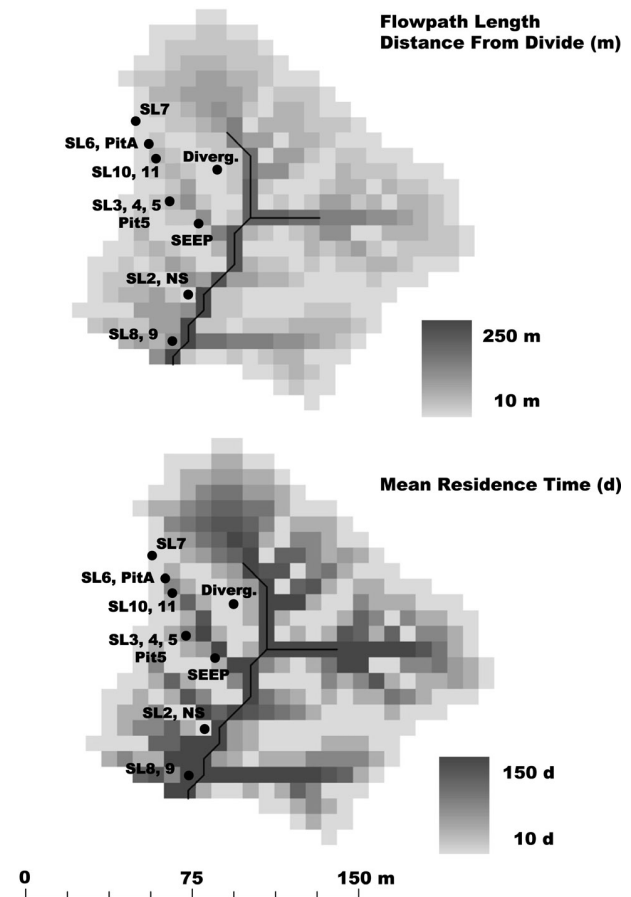 Flowpath Length
Distance From Divide (m)
SL7
SL6, PitA
Diverg.
SL10, 11
SL3, 4, 5
Pit5
SEEP
SL2, NS
SL8, 9
250 m
10 m
Mean Residence Time (d)
SL7
SL6, PitA
Diverg.
SL10, 11
SL3, 4, 5
Pit5
SEEP
SL2, NS
SL8, 9
150 d
10 d
0 75 150 m